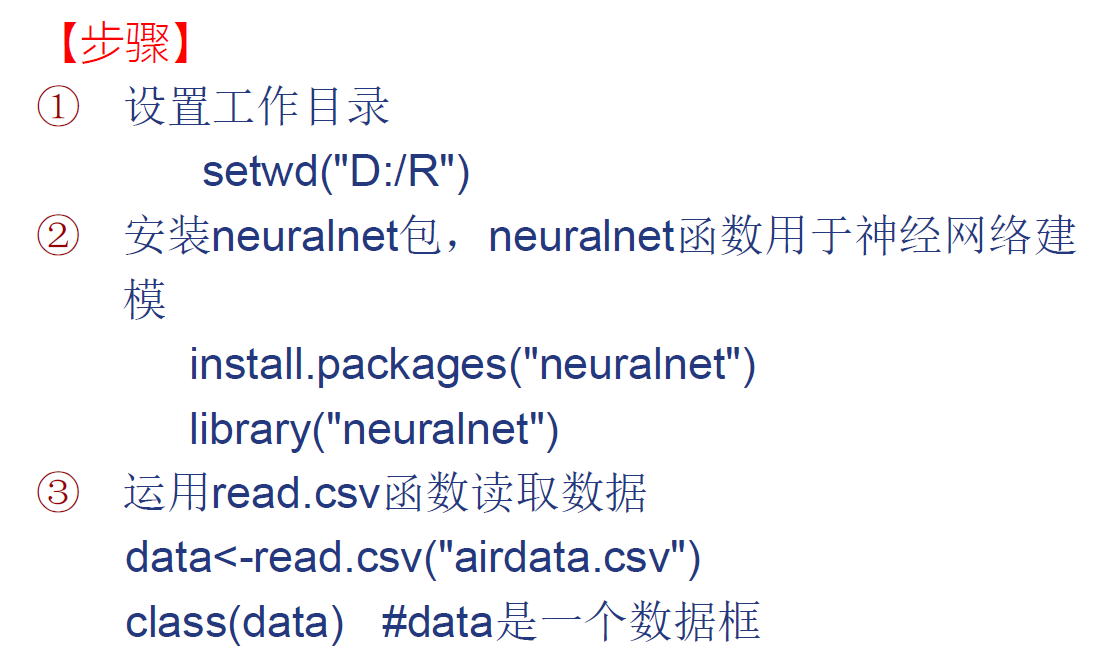 【步骤】
① 设置工作目录
setwd("D:/R")
② 安装neuralnet包，neuralnet函数用于神经网络建
模
install.packages("neuralnet")
library("neuralnet")
③ 运用read.csv函数读取数据
data<-read.csv("airdata.csv")
class(data) #data是一个数据框